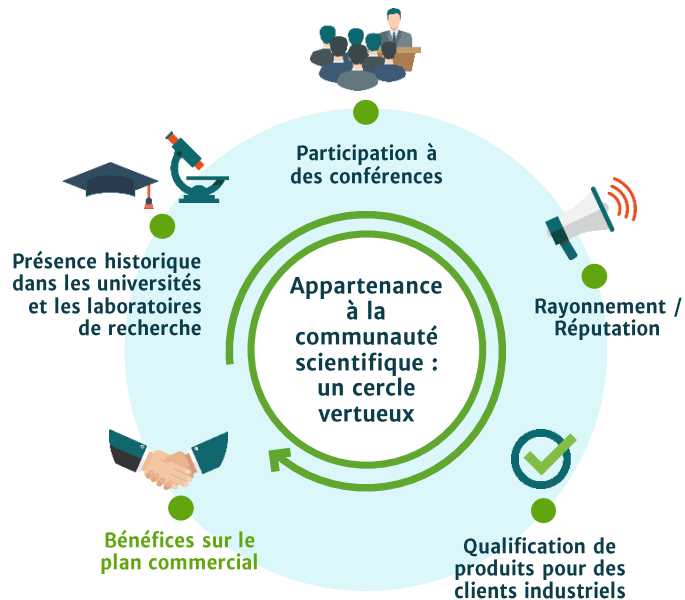 Participation à
des conférences
Présence historique
dans les universités
et les laboratoires
de recherche
Appartenance
à la
communauté
scientifique :
un cercle
vertueux
Rayonnement /
Réputation
Qualification de
produits pour des
clients industriels
Bénéfices sur le
plan commercial